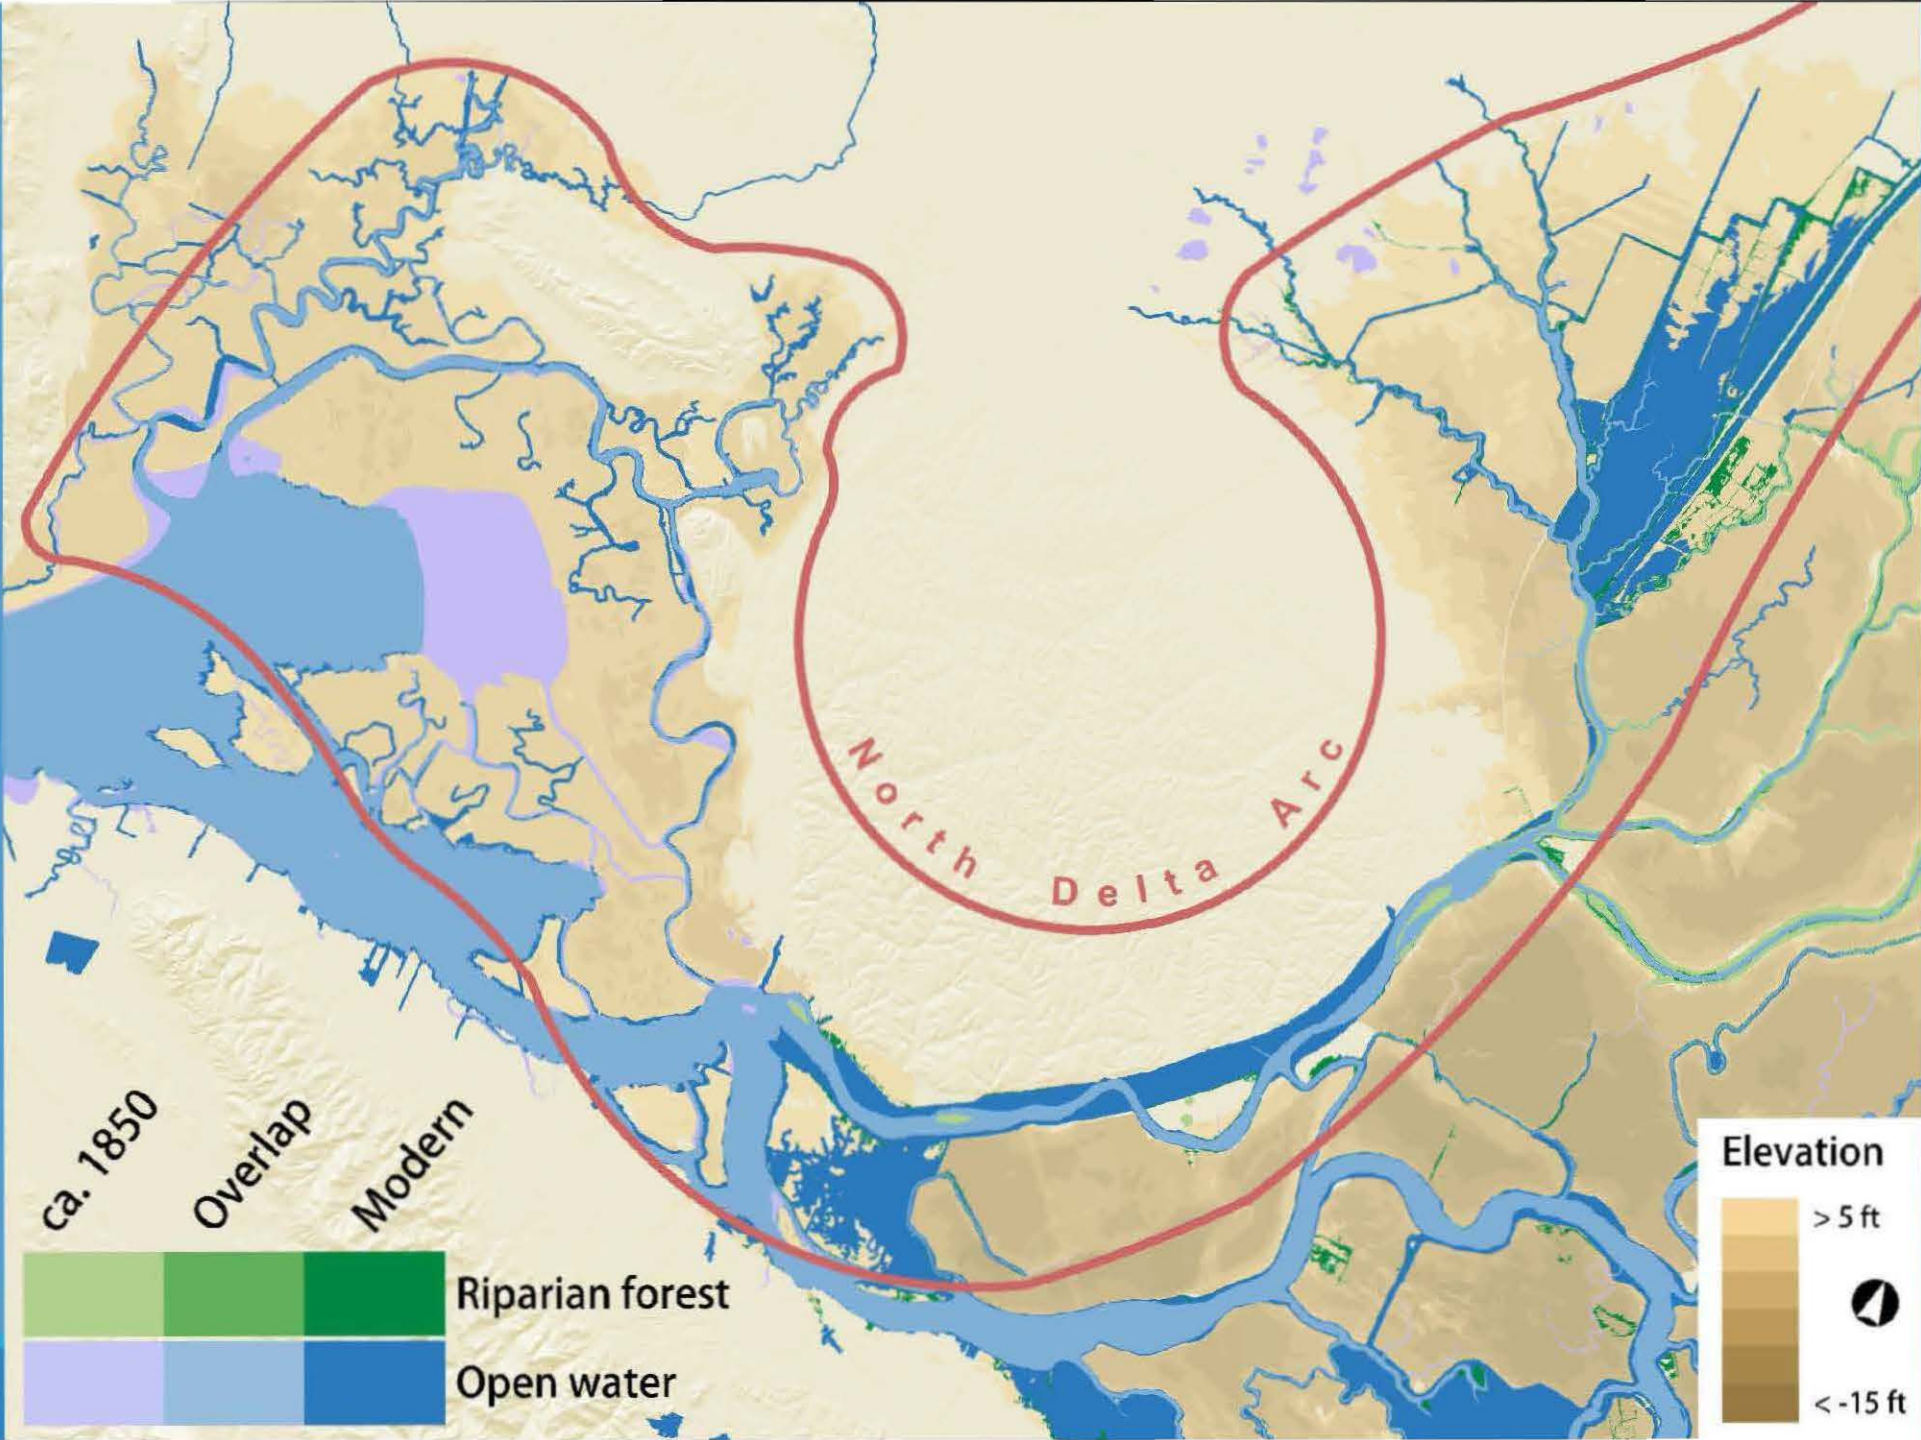 North Delta Arc
ca. 1850
Overlap
Modern
Riparian forest
Open water
Elevation
> 5 ft
< -15 ft